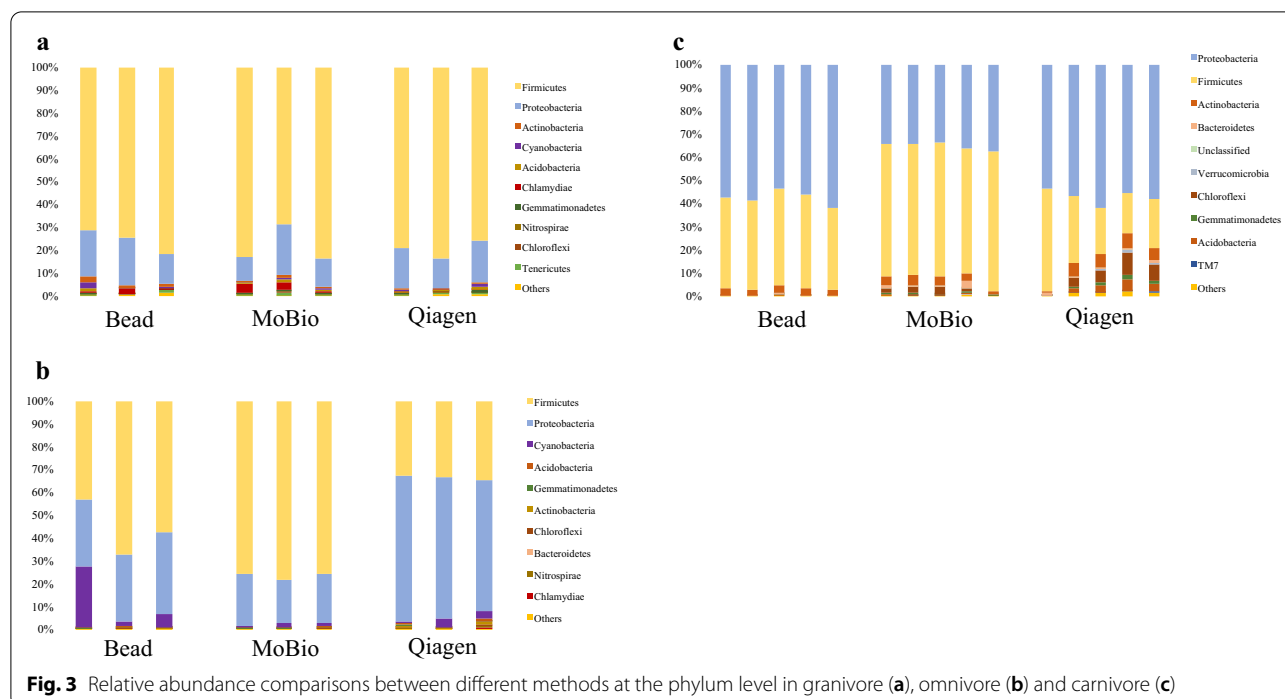 a
100%
90%
80%
70%
60%
50%
40%
30%
20%
10%
0%
Bead
MoBio
Qiagen
Firmicutes
Proteobacteria
Actinobacteria
Cyanobacteria
Acidobacteria
Chlamydiae
Gemmatimonadetes
Nitrospirae
Chloroflexi
Tenericutes
Others
c
100%
90%
80%
70%
60%
50%
40%
30%
20%
10%
0%
Bead
MoBio
Qiagen
Proteobacteria
Firmicutes
Actinobacteria
Bacteroidetes
Unclassified
Verrucomicrobia
Chloroflexi
Gemmatimonadetes
Acidobacteria
TM7
Others
b
100%
90%
80%
70%
60%
50%
40%
30%
20%
10%
0%
Bead
MoBio
Qiagen
Firmicutes
Proteobacteria
Cyanobacteria
Acidobacteria
Gemmatimonadetes
Actinobacteria
Chloroflexi
Bacteroidetes
Nitrospirae
Chlamydiae
Others
Fig. 3 Relative abundance comparisons between different methods at the phylum level in granivore (a), omnivore (b) and carnivore (c)